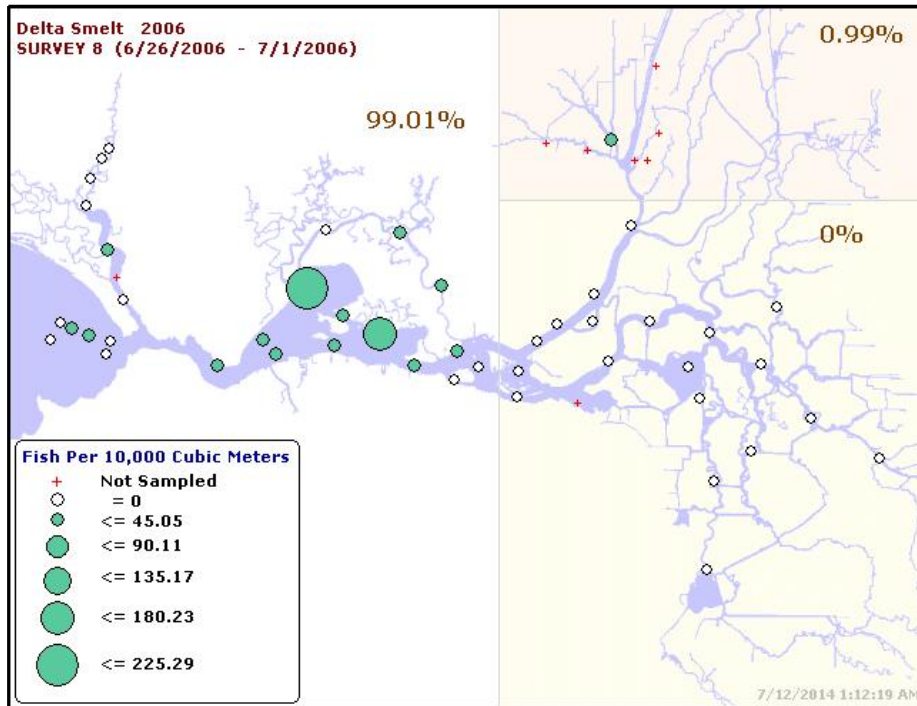 Delta Smelt 2006
SURVEY 8 (6/26/2006 - 7/1/2006)
0.99%
99.01%
0%
Fish Per 10,000 Cubic Meters
Not Sampled
= 0
<= 45.05
<= 90.11
<= 135.17
<= 180.23
<= 225.29
7/12/2014 1:12:19 AM